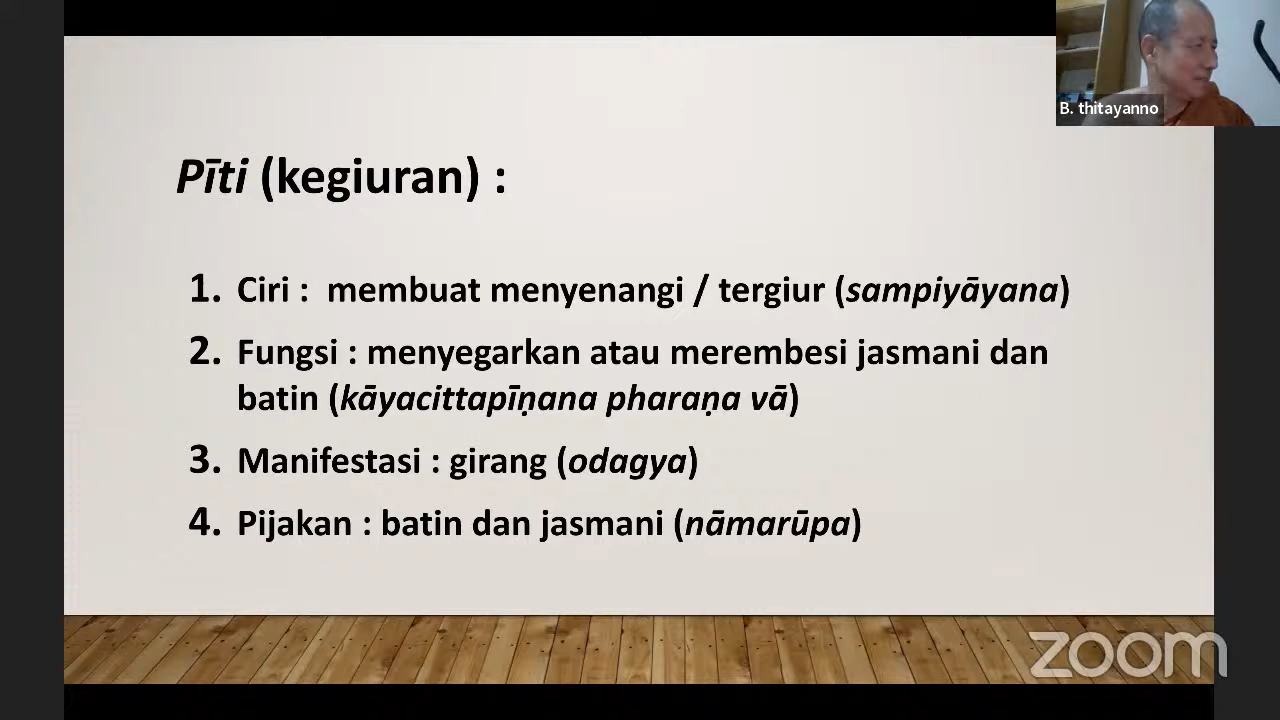 B. thitayanno
Pīti (kegiuran) :
1. Ciri : membuat menyenangi / tergiur (sampiyāyana)
2. Fungsi : menyegarkan atau merembesi jasmani dan
batin (kāyacittapīṇana pharaṇa vā)
3. Manifestasi : girang (odagya)
4. Pijakan : batin dan jasmani (nāmarūpa)
zoom